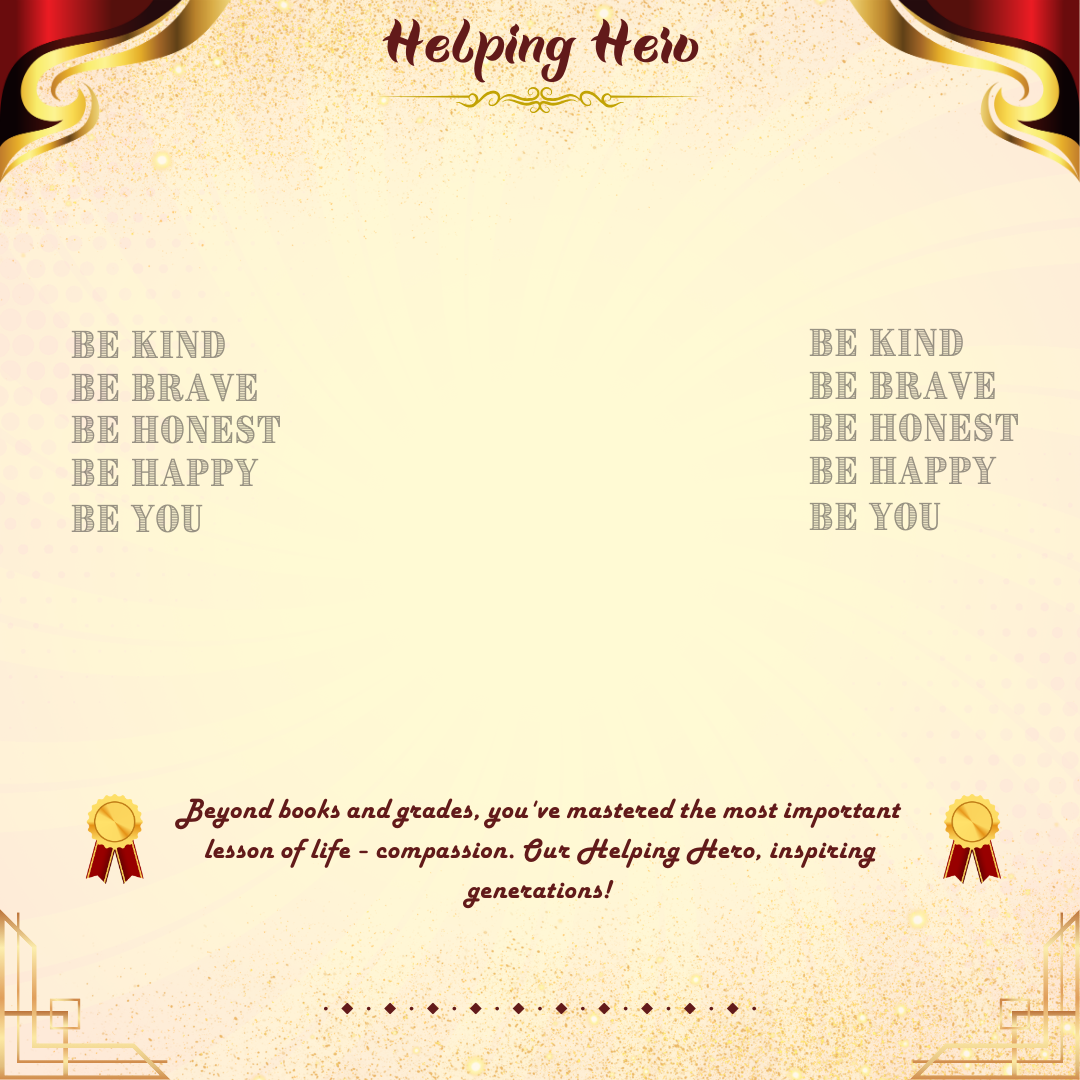 Helping Hero
BE KIND
BE BRAVE
BE HONEST
BE HAPPY
BE YOU
BE KIND
BE BRAVE
BE HONEST
BE HAPPY
BE YOU
Beyond books and grades, you've mastered the most important
lesson of life - compassion. Our Helping Hero, inspiring
generations!